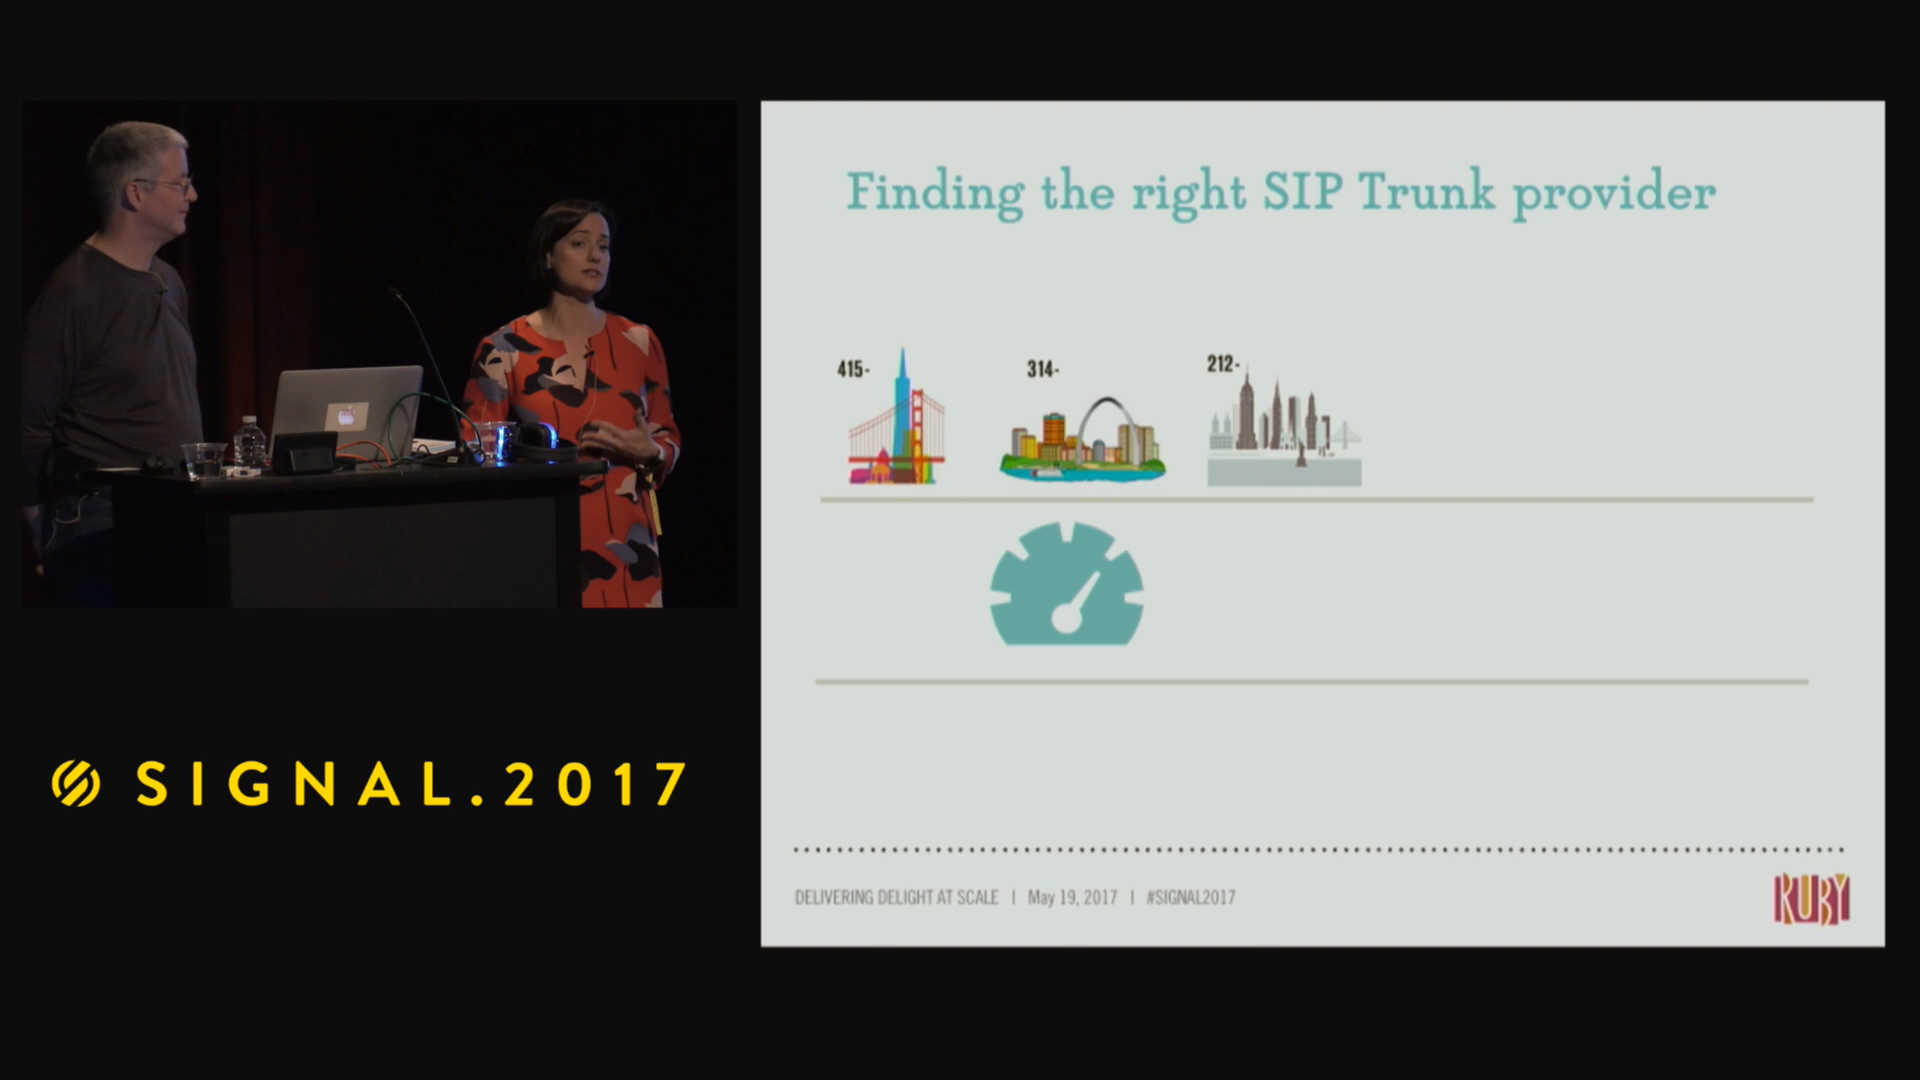 Finding the right SIP Trunk provider
415-
314-
212-
SIGNAL.2017
DELIVERING DELIGHT AT SCALE | May 19, 2017 | #SIGNAL2017
RUBY